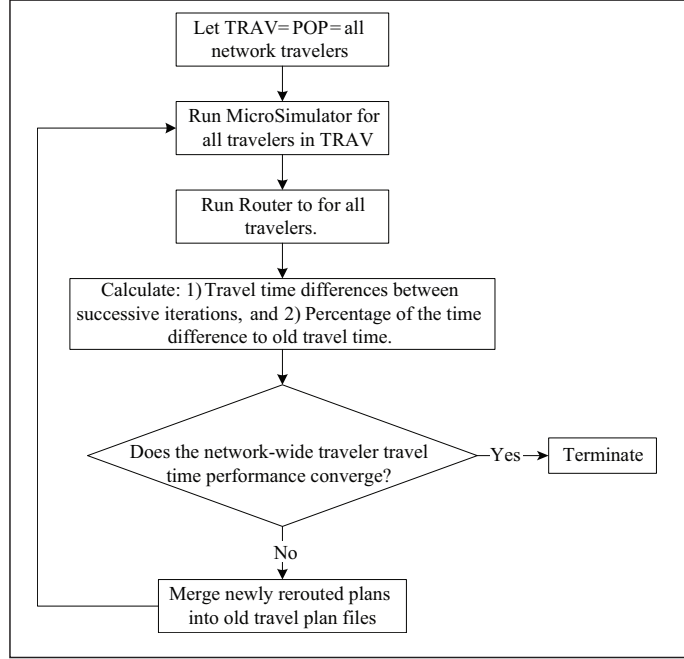 Let TRAV= POP= all
network travelers
Run MicroSimulator for
all travelers in TRAV
Run Router to for all
travelers.
Calculate: 1) Travel time differences between
successive iterations, and 2) Percentage of the time
difference to old travel time.
Does the network-wide traveler travel
time performance converge?
Yes
Terminate
No
Merge newly rerouted plans
into old travel plan files